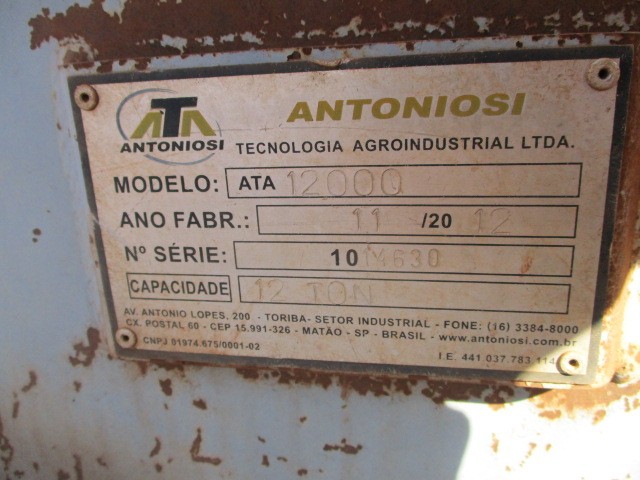 ATA
ANTONIOSI
ANTONIOSI
TECNOLOGIA AGROINDUSTRIAL LTDA.
MODELO: ATA 12000
ANO FABR.: 11 /20 12
Nº SÉRIE: 10 14630
CAPACIDADE 12 TON
AV. ANTONIO LOPES, 200 - TORIBA- SETOR INDUSTRIAL - FONE: (16) 3384-8000
CX. POSTAL 60 - CEP 15.991-326 - MATÃO - SP - BRASIL - www.antoniosi.com.br
CNPJ 01974.675/0001-02
I.E. 441.037.783.114